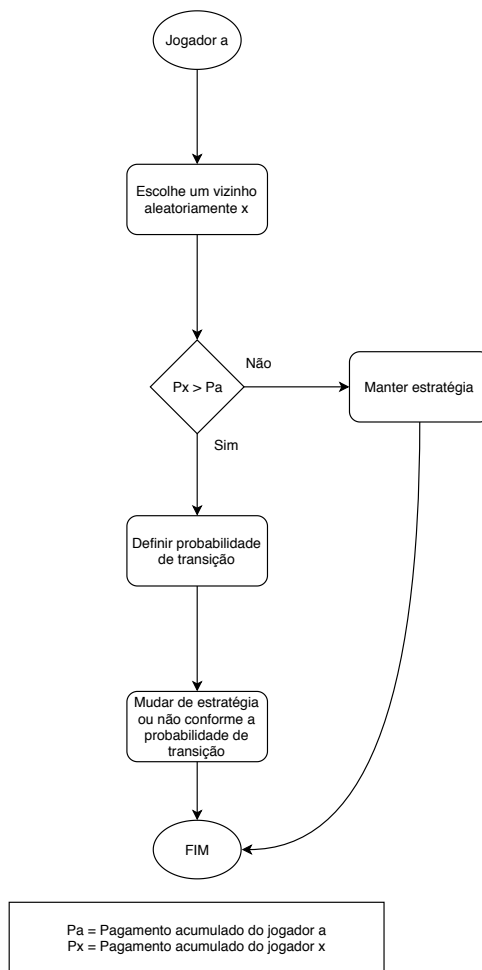 Jogador a
Escolhe um vizinho
aleatoriamente x
Px > Pa
Não
Manter estratégia
Sim
Definir probabilidade
de transição
Mudar de estratégia
ou não conforme a
probabilidade de
transição
FIM
Pa = Pagamento acumulado do jogador a
Px = Pagamento acumulado do jogador x